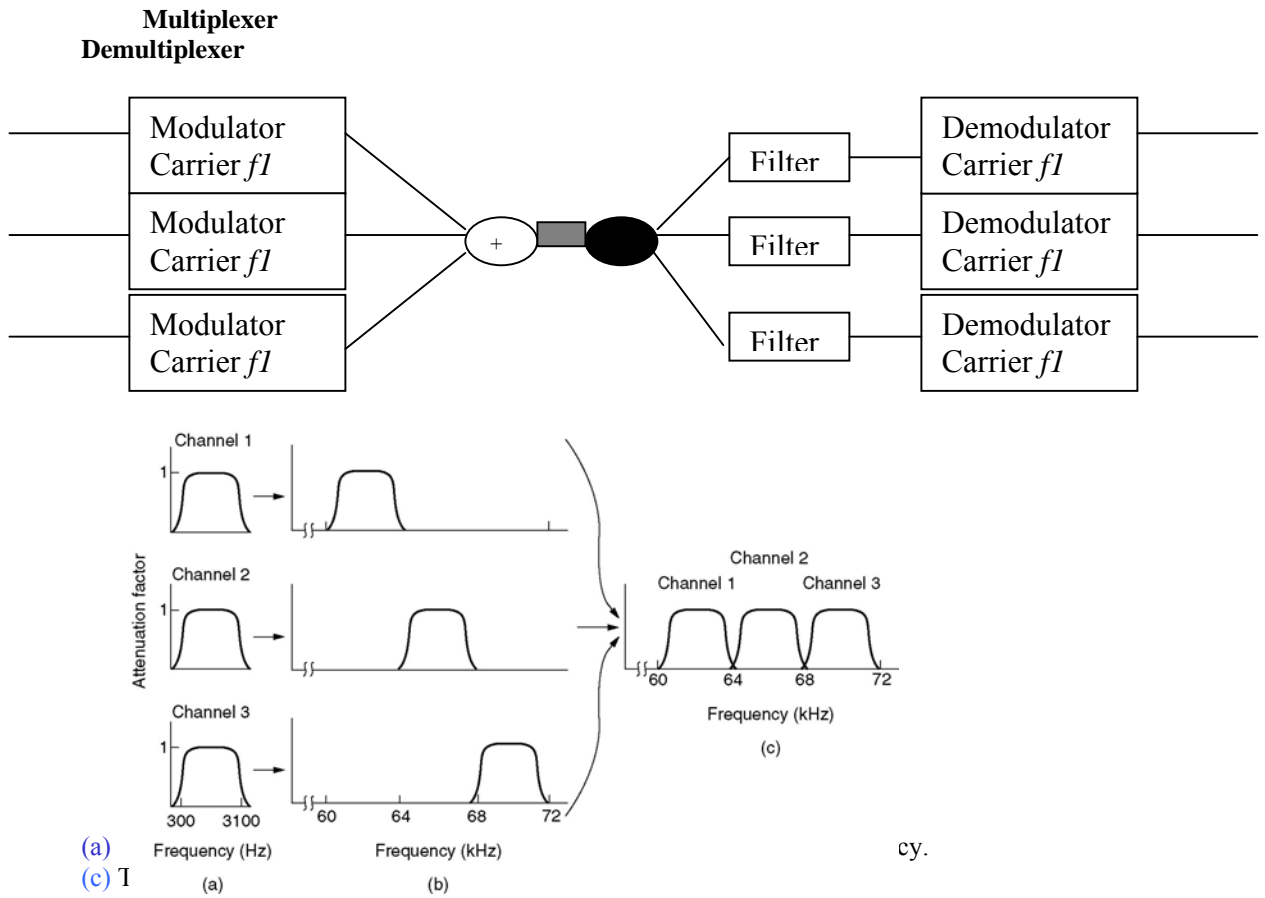 Multiplexer
Demultiplexer
Modulator
Carrier f1
Modulator
Carrier f1
Modulator
Carrier f1
+
Filter
Filter
Filter
Demodulator
Carrier f1
Demodulator
Carrier f1
Demodulator
Carrier f1
Channel 1
1
Channel 2
1
Channel 3
1
Attenuation factor
300 3100
Frequency (Hz)
(a)
60 64 68 72
Frequency (kHz)
(b)
Channel 2
Channel 1 Channel 3
60 64 68 72
Frequency (kHz)
(c)
(a) cy.
(c) T